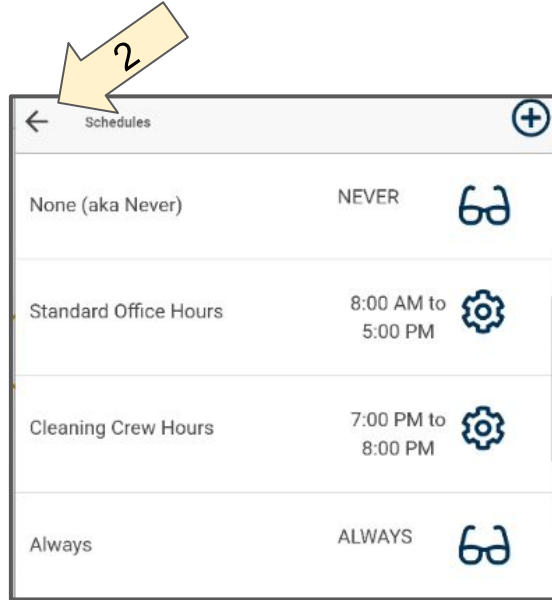 2
Schedules
None (aka Never) NEVER
Standard Office Hours 8:00 AM to
5:00 PM
Cleaning Crew Hours 7:00 PM to
8:00 PM
Always ALWAYS